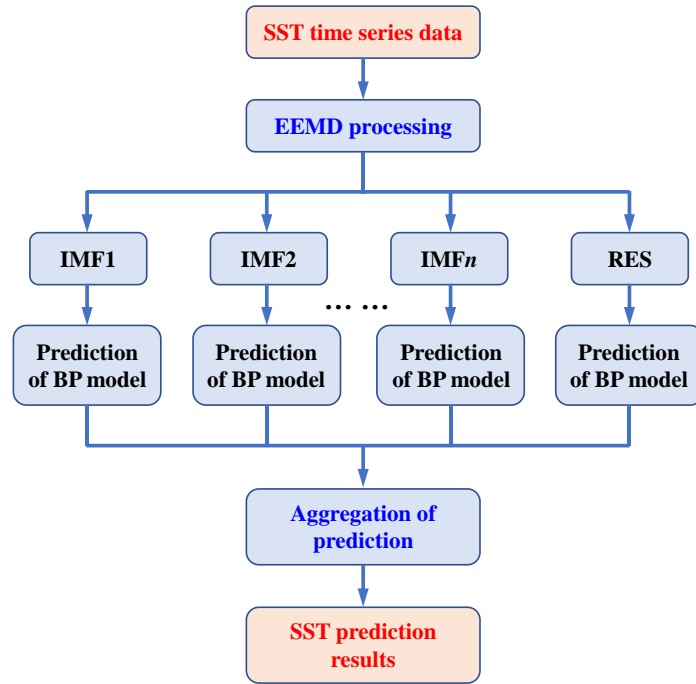 SST time series data
EEMD processing
IMF1
IMF2
IMFn
RES
... ...
Prediction
of BP model
Prediction
of BP model
Prediction
of BP model
Prediction
of BP model
Aggregation of
prediction
SST prediction
results